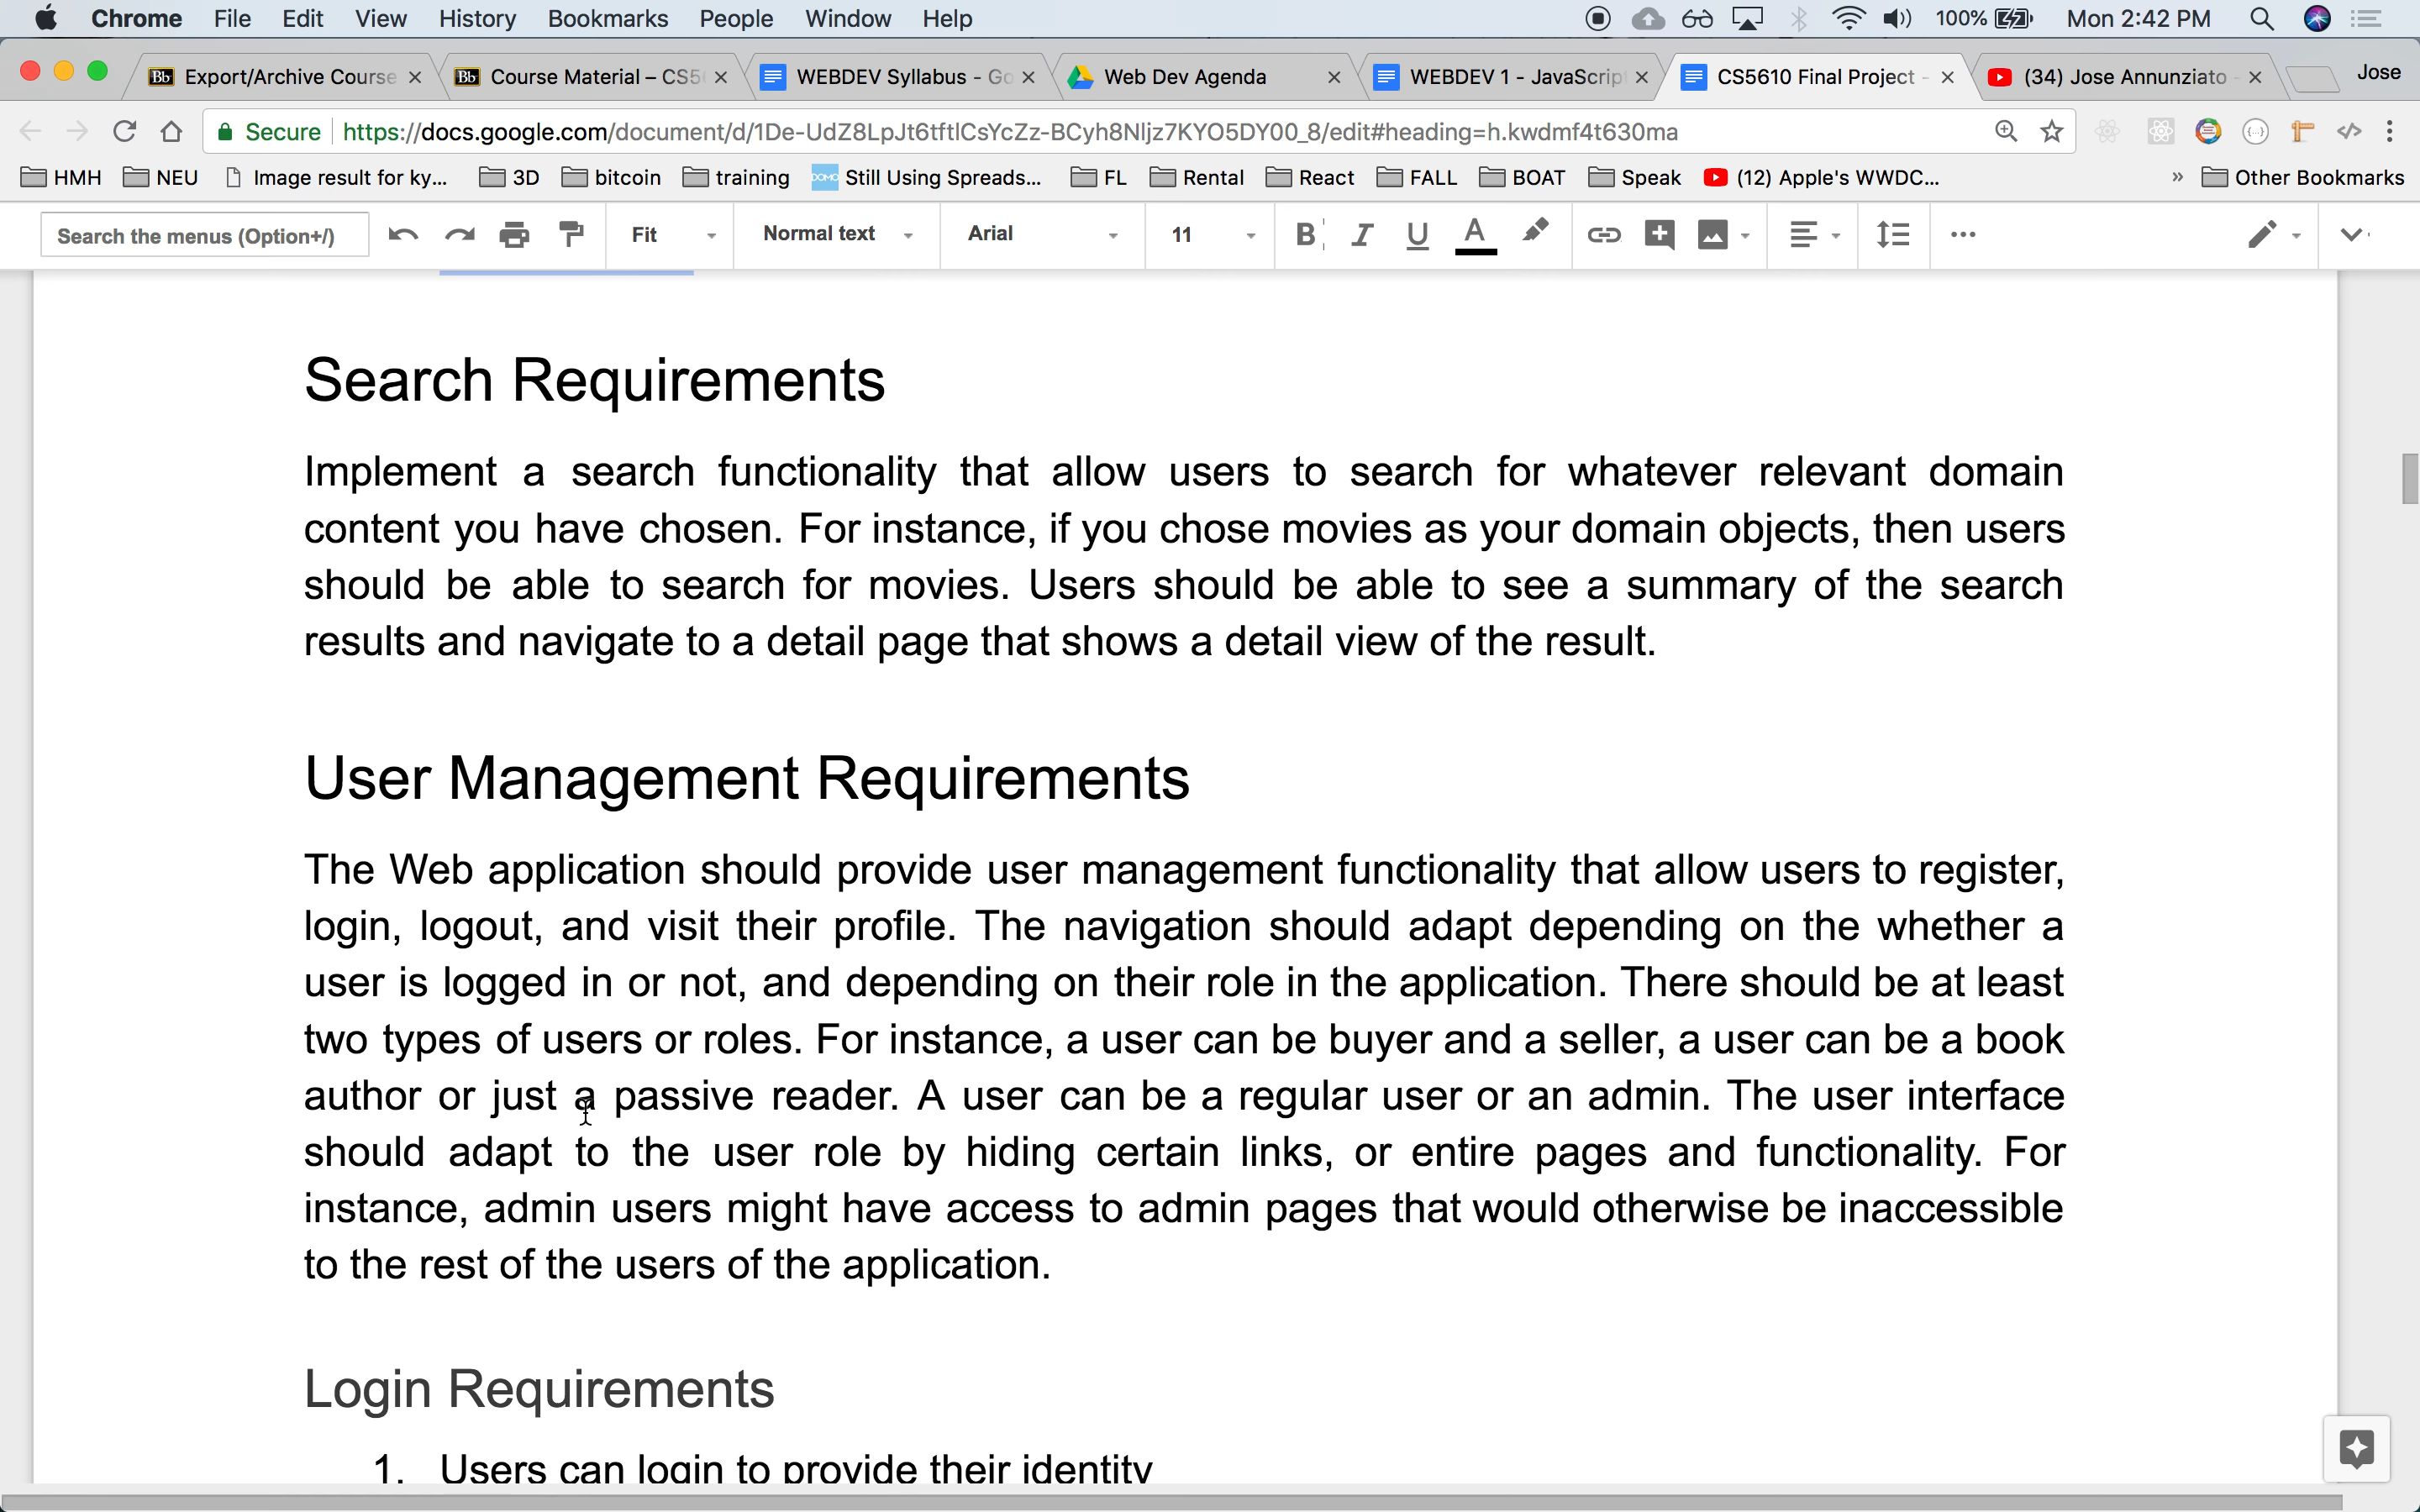 Chrome File Edit View History Bookmarks People Window Help 100% Mon 2:42 PM
Export/Archive Course Course Material – CS5 WEBDEV Syllabus - Go Web Dev Agenda WEBDEV 1 - JavaScrip CS5610 Final Project - (34) Jose Annunziato - Jose
Secure https://docs.google.com/document/d/1De-UdZ8LpJt6tftlCsYcZz-BCyh8Nljz7KYO5DY00_8/edit#heading=h.kwdmf4t630ma
HMH NEU Image result for ky... 3D bitcoin training DOMO Still Using Spreads... FL Rental React FALL BOAT Speak (12) Apple's WWDC... » Other Bookmarks
Search the menus (Option+/) Fit Normal text Arial 11 B I U A
Search Requirements
Implement a search functionality that allow users to search for whatever relevant domain
content you have chosen. For instance, if you chose movies as your domain objects, then users
should be able to search for movies. Users should be able to see a summary of the search
results and navigate to a detail page that shows a detail view of the result.
User Management Requirements
The Web application should provide user management functionality that allow users to register,
login, logout, and visit their profile. The navigation should adapt depending on the whether a
user is logged in or not, and depending on their role in the application. There should be at least
two types of users or roles. For instance, a user can be buyer and a seller, a user can be a book
author or just a passive reader. A user can be a regular user or an admin. The user interface
should adapt to the user role by hiding certain links, or entire pages and functionality. For
instance, admin users might have access to admin pages that would otherwise be inaccessible
to the rest of the users of the application.
Login Requirements
1. Users can login to provide their identity